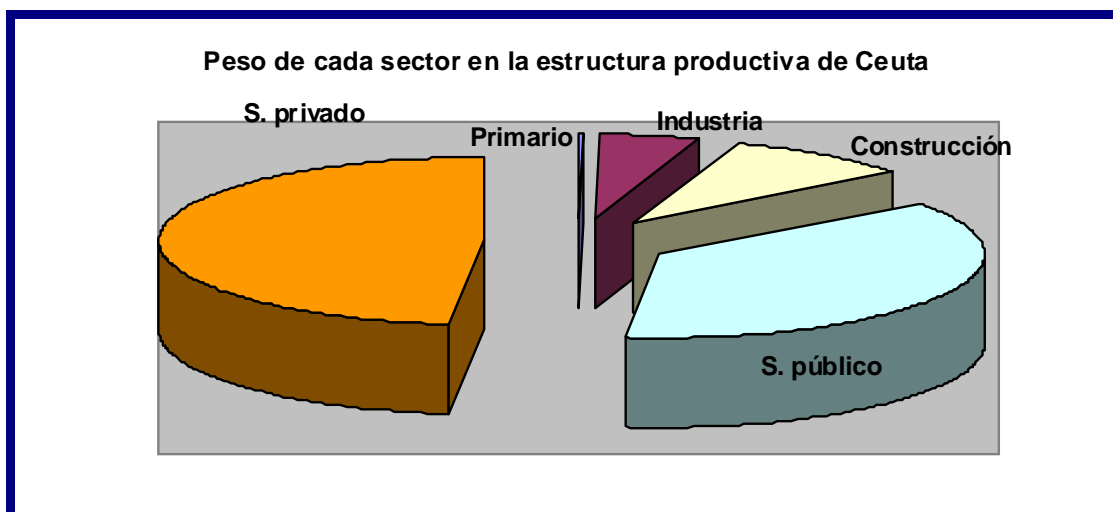 Peso de cada sector en la estructura productiva de Ceuta
S. privado
Primario
Industria
Construcción
S. público